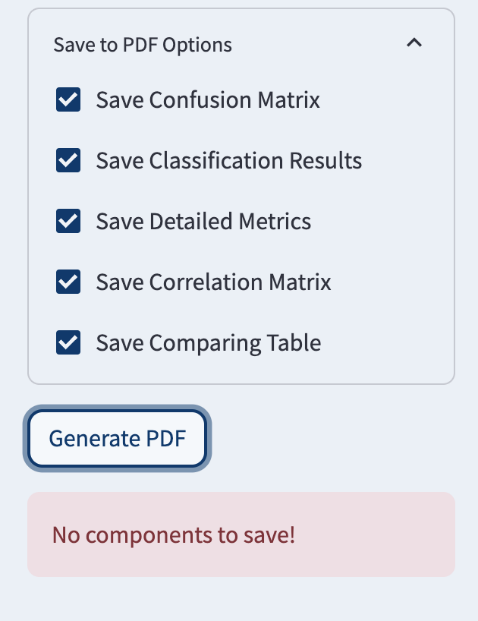 Save to PDF Options
Save Confusion Matrix
Save Classification Results
Save Detailed Metrics
Save Correlation Matrix
Save Comparing Table
Generate PDF
No components to save!